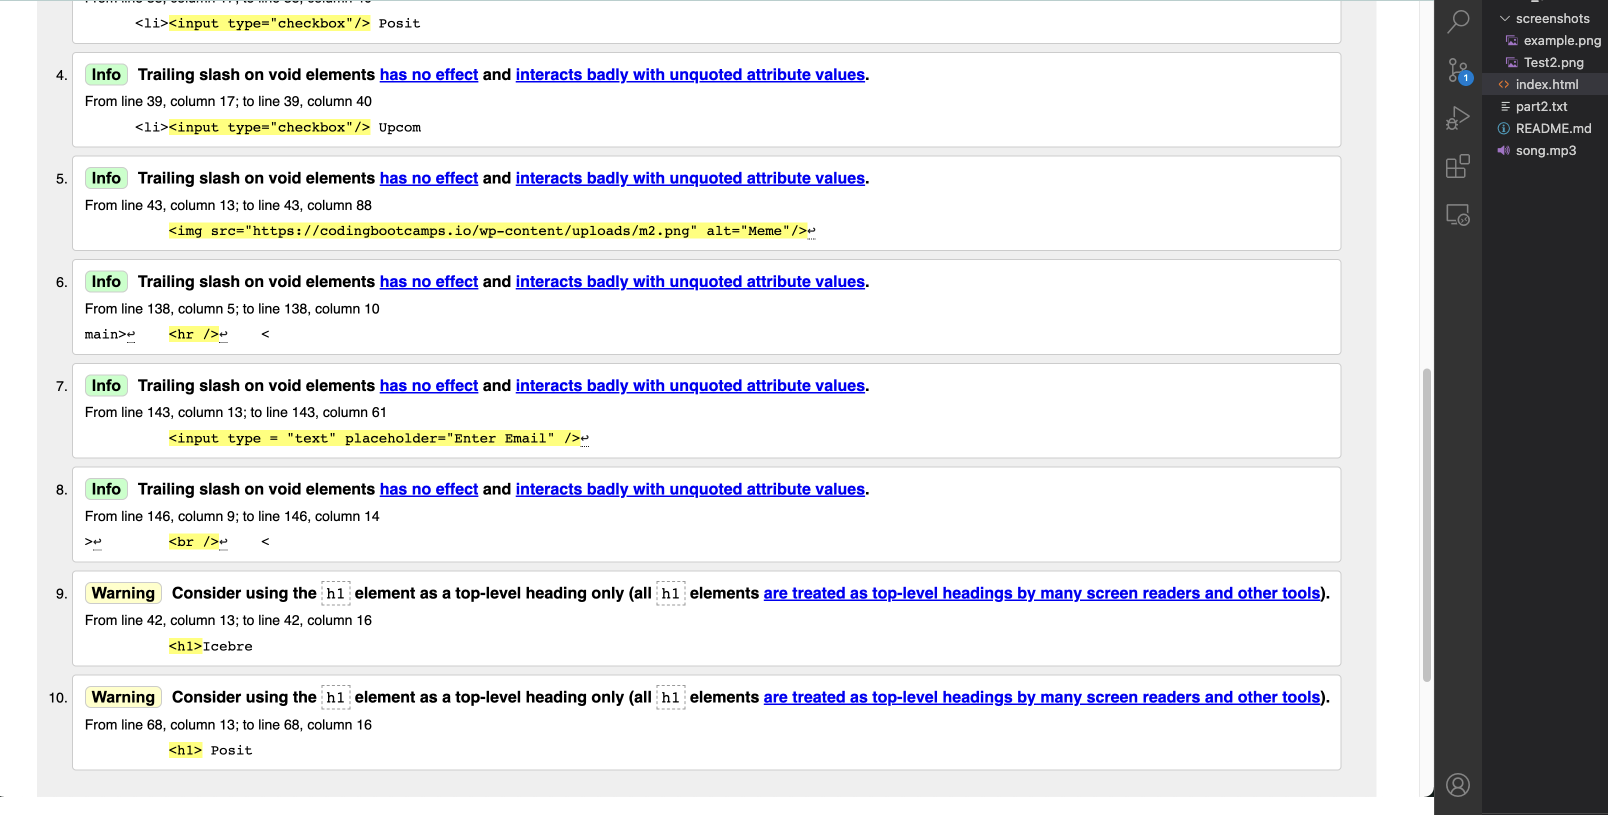 <li><input type="checkbox"/> Posit
4. Info Trailing slash on void elements has no effect and interacts badly with unquoted attribute values.
From line 39, column 17; to line 39, column 40
<li><input type="checkbox"/> Upcom
5. Info Trailing slash on void elements has no effect and interacts badly with unquoted attribute values.
From line 43, column 13; to line 43, column 88
<img src="https://codingbootcamps.io/wp-content/uploads/m2.png" alt="Meme"/>↩
6. Info Trailing slash on void elements has no effect and interacts badly with unquoted attribute values.
From line 138, column 5; to line 138, column 10
main>↩ <hr />↩ <
7. Info Trailing slash on void elements has no effect and interacts badly with unquoted attribute values.
From line 143, column 13; to line 143, column 61
<input type = "text" placeholder="Enter Email" />↩
8. Info Trailing slash on void elements has no effect and interacts badly with unquoted attribute values.
From line 146, column 9; to line 146, column 14
>↩ <br />↩ <
9. Warning Consider using the h1 element as a top-level heading only (all h1 elements are treated as top-level headings by many screen readers and other tools).
From line 42, column 13; to line 42, column 16
<h1>Icebre
10. Warning Consider using the h1 element as a top-level heading only (all h1 elements are treated as top-level headings by many screen readers and other tools).
From line 68, column 13; to line 68, column 16
<h1> Posit
1
screenshots
example.png
Test2.png
<> index.html
part2.txt
README.md
song.mp3